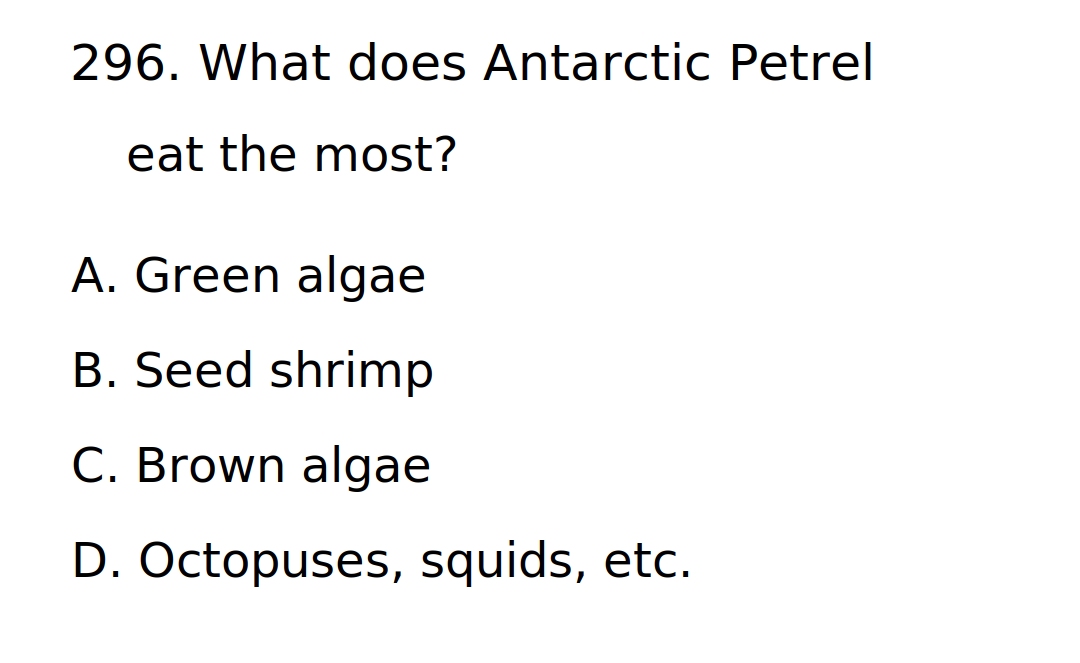 296. What does Antarctic Petrel
eat the most?
A. Green algae
B. Seed shrimp
C. Brown algae
D. Octopuses, squids, etc.